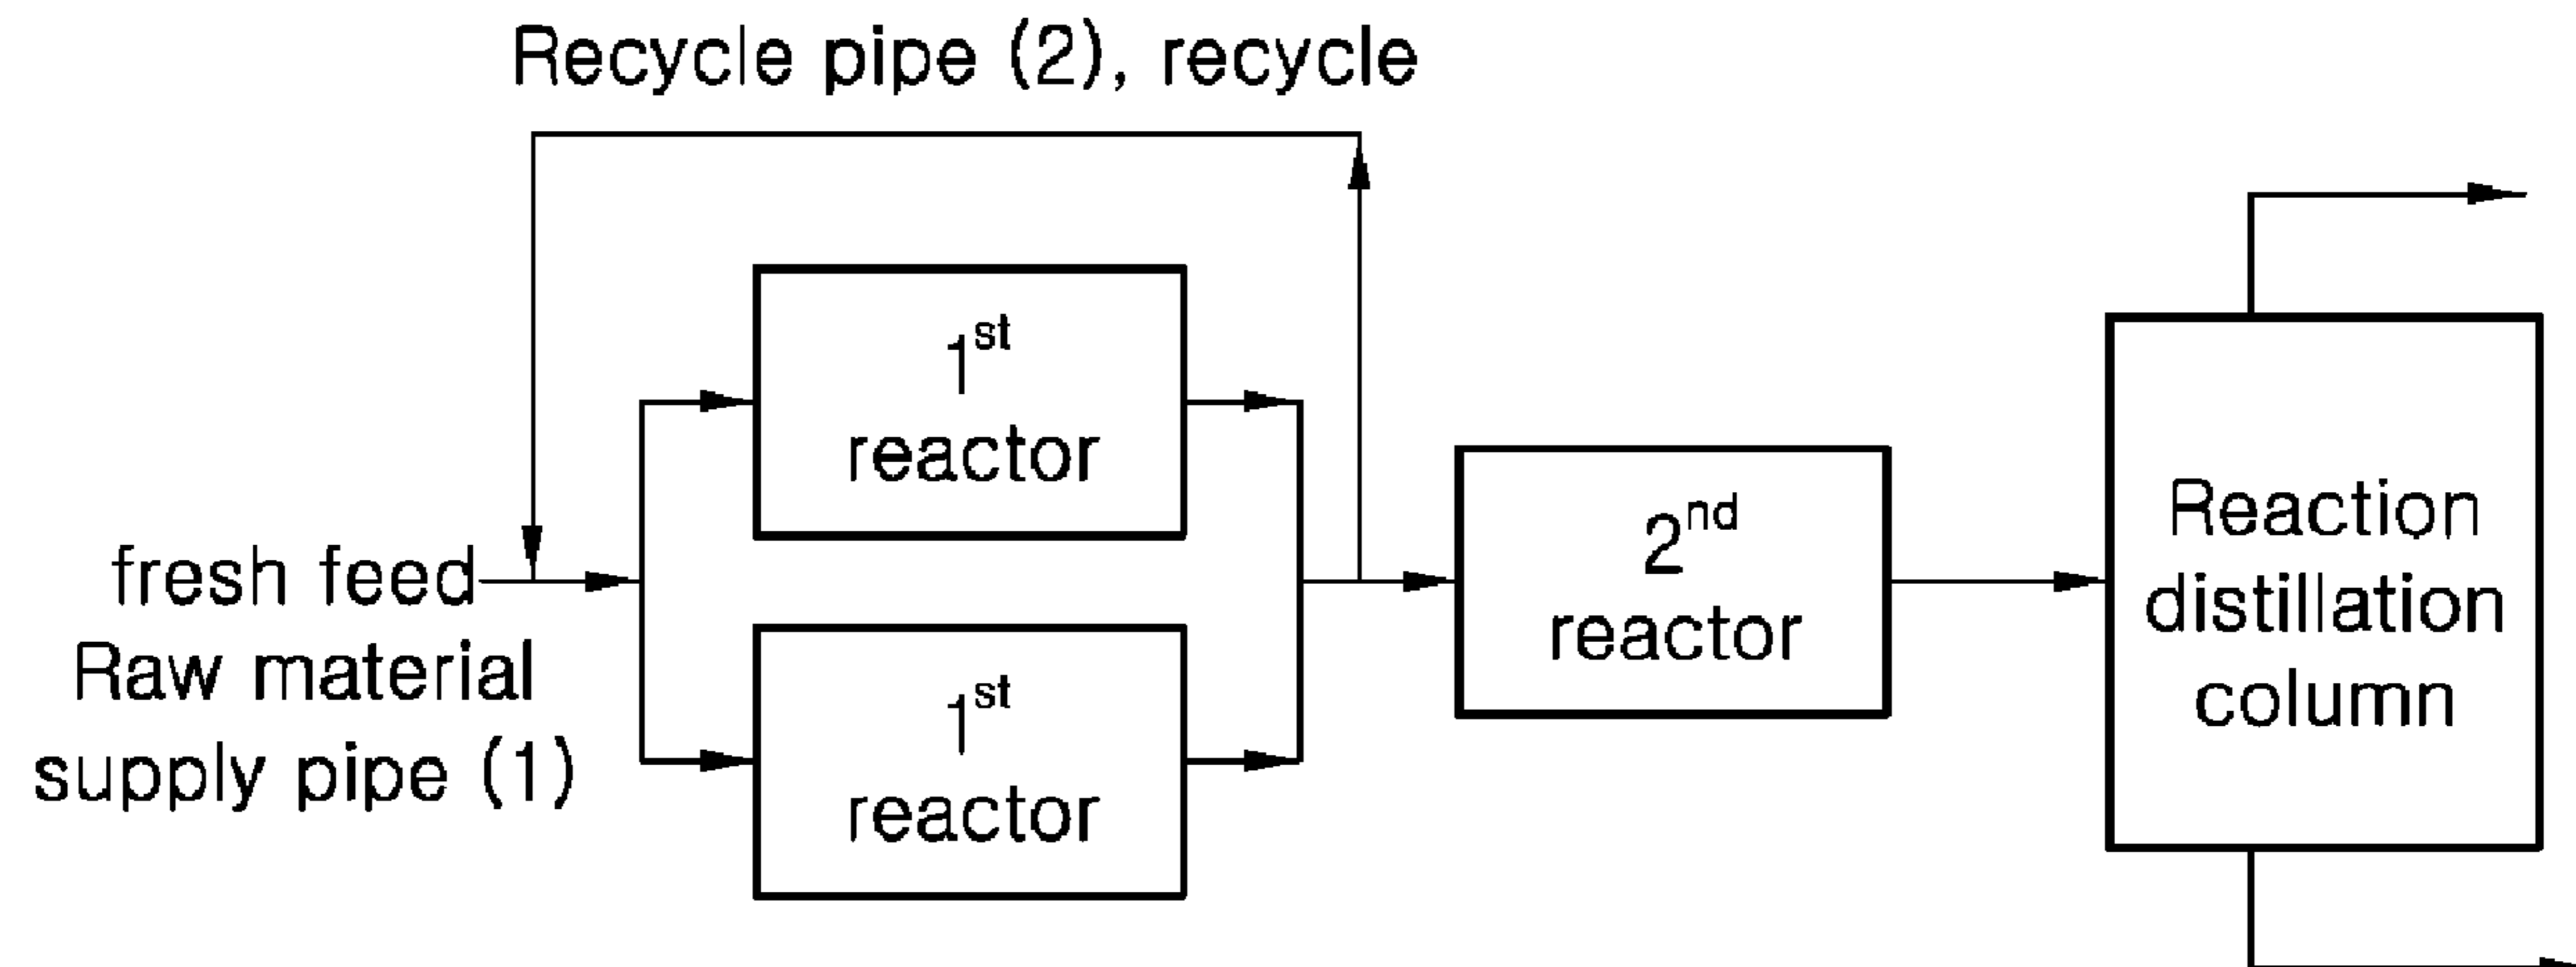 Recycle pipe (2), recycle
1st
reactor
fresh feed
Raw material
supply pipe (1)
1st
reactor
2nd
reactor
Reaction
distillation
column